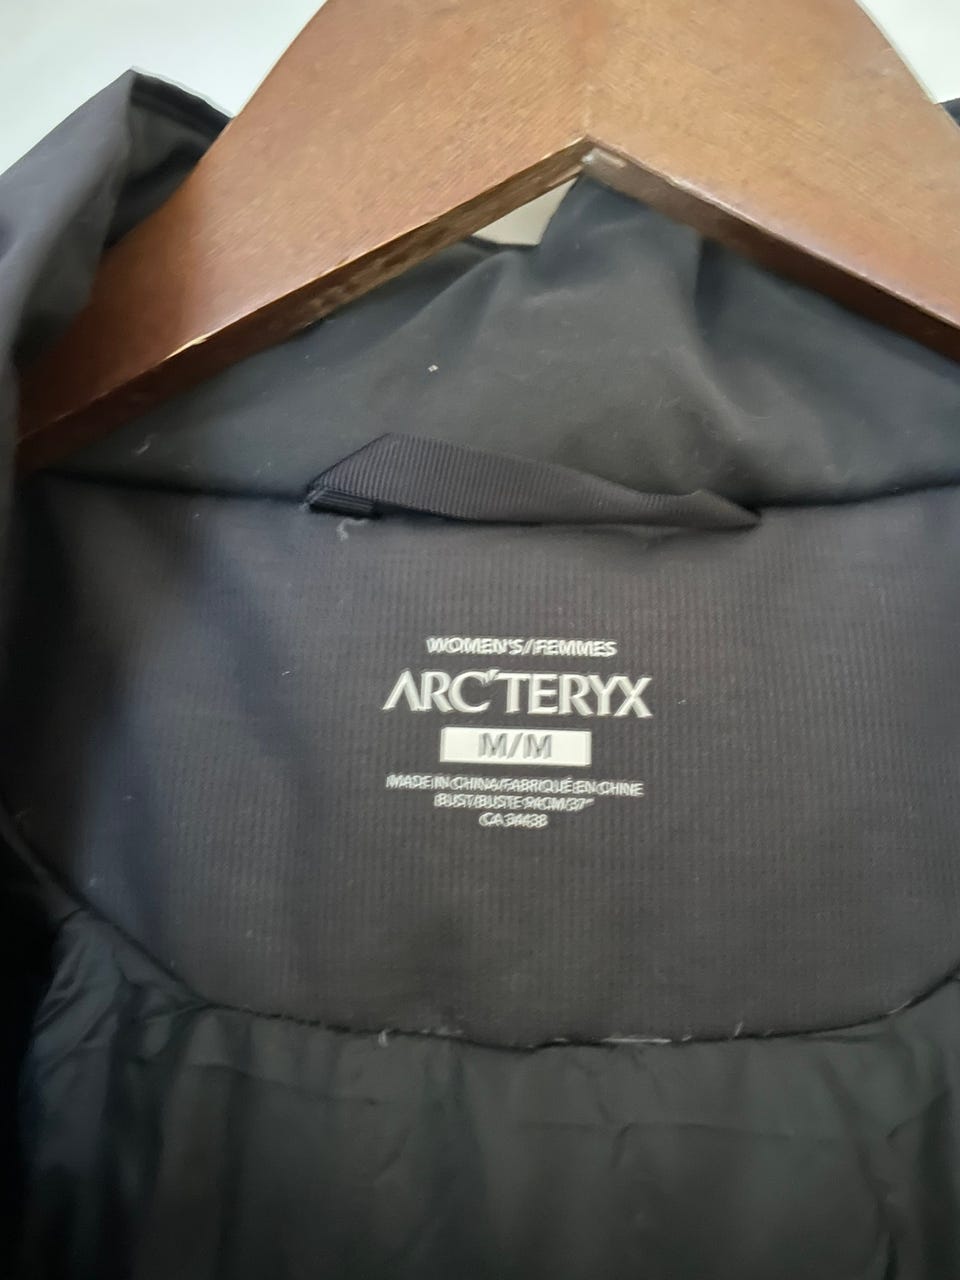 WOMEN'S/FEMMES
ARC'TERYX
M/M
MADE IN CHINA/FABRIQUÉ EN CHINE
BUST/BUSTE 94CM/37"
CA 34438